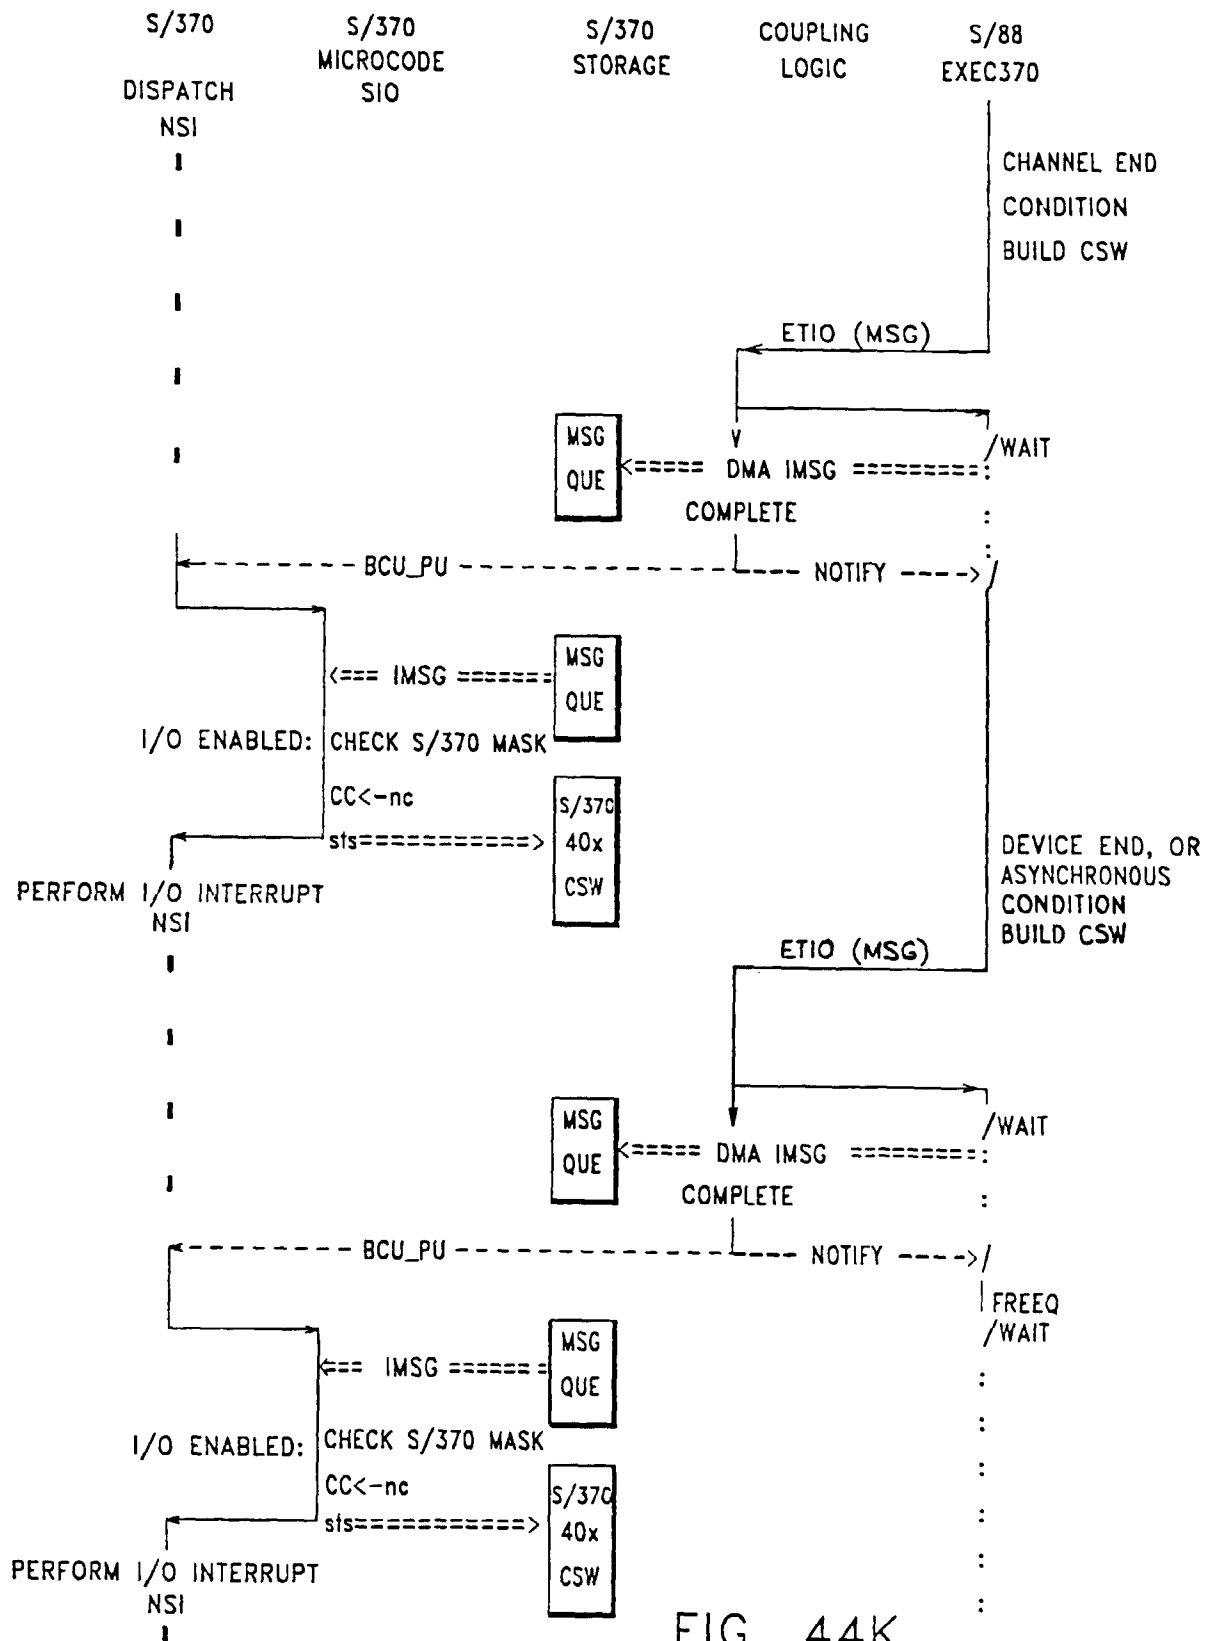 S/370 S/370 S/370 COUPLING S/88
MICROCODE STORAGE LOGIC EXEC370
DISPATCH SIO
NSI
CHANNEL END
CONDITION
BUILD CSW
ETIO (MSG)
MSG /WAIT
QUE <===== DMA IMSG =========:
COMPLETE
BCU_PU NOTIFY ---->/
MSG
<=== IMSG =======
QUE
I/O ENABLED: CHECK S/370 MASK
CC<-nc S/370
sts===========> 40x
CSW
DEVICE END, OR
ASYNCHRONOUS
CONDITION
BUILD CSW
PERFORM I/O INTERRUPT
NSI
ETIO (MSG)
MSG /WAIT
QUE <===== DMA IMSG =========:
COMPLETE
BCU_PU NOTIFY ---->/
FREEQ
/WAIT
MSG
<=== IMSG =======
QUE
I/O ENABLED: CHECK S/370 MASK
CC<-nc S/370
sts===========> 40x
CSW
PERFORM I/O INTERRUPT
NSI
FIG. 44K